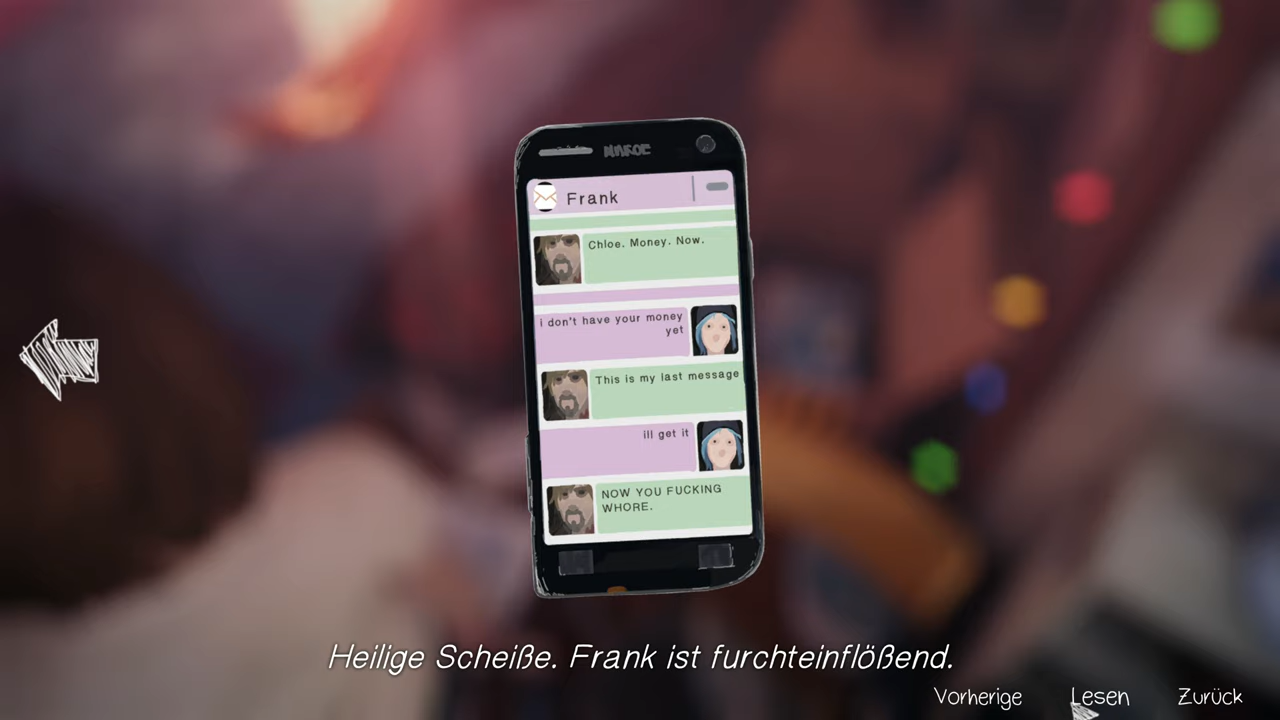 Frank
Chloe. Money. Now.
i don't have your money
yet
This is my last message
ill get it
NOW YOU FUCKING
WHORE.
Heilige Scheiße. Frank ist furchteinflößend.
Vorherige
Lesen
Zurück